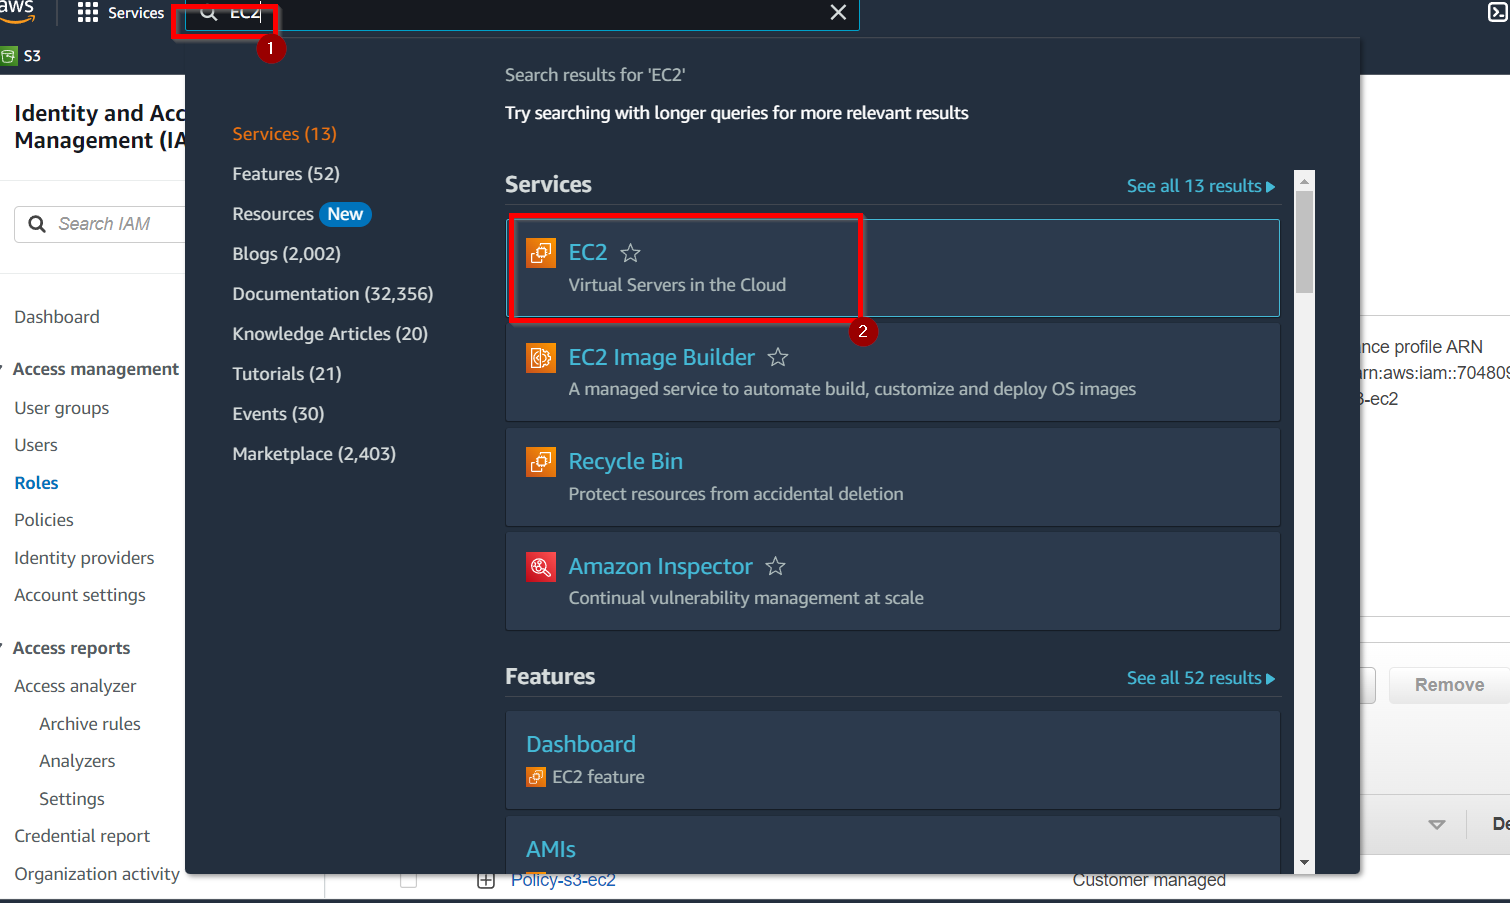 aws
Services
EC2
1
S3
Search results for 'EC2'
Try searching with longer queries for more relevant results
Identity and Acc
Management (IA
Search IAM
Dashboard
Access management
User groups
Users
Roles
Policies
Identity providers
Account settings
Access reports
Access analyzer
Archive rules
Analyzers
Settings
Credential report
Organization activity
Services (13)
Features (52)
Resources New
Blogs (2,002)
Documentation (32,356)
Knowledge Articles (20)
Tutorials (21)
Events (30)
Marketplace (2,403)
Services
See all 13 results
EC2
Virtual Servers in the Cloud
2
EC2 Image Builder
A managed service to automate build, customize and deploy OS images
Recycle Bin
Protect resources from accidental deletion
Amazon Inspector
Continual vulnerability management at scale
Features
See all 52 results
Dashboard
EC2 feature
AMIs
nce profile ARN
arn:aws:iam::704809
3-ec2
Remove
De
Policy-s3-ec2
Customer managed